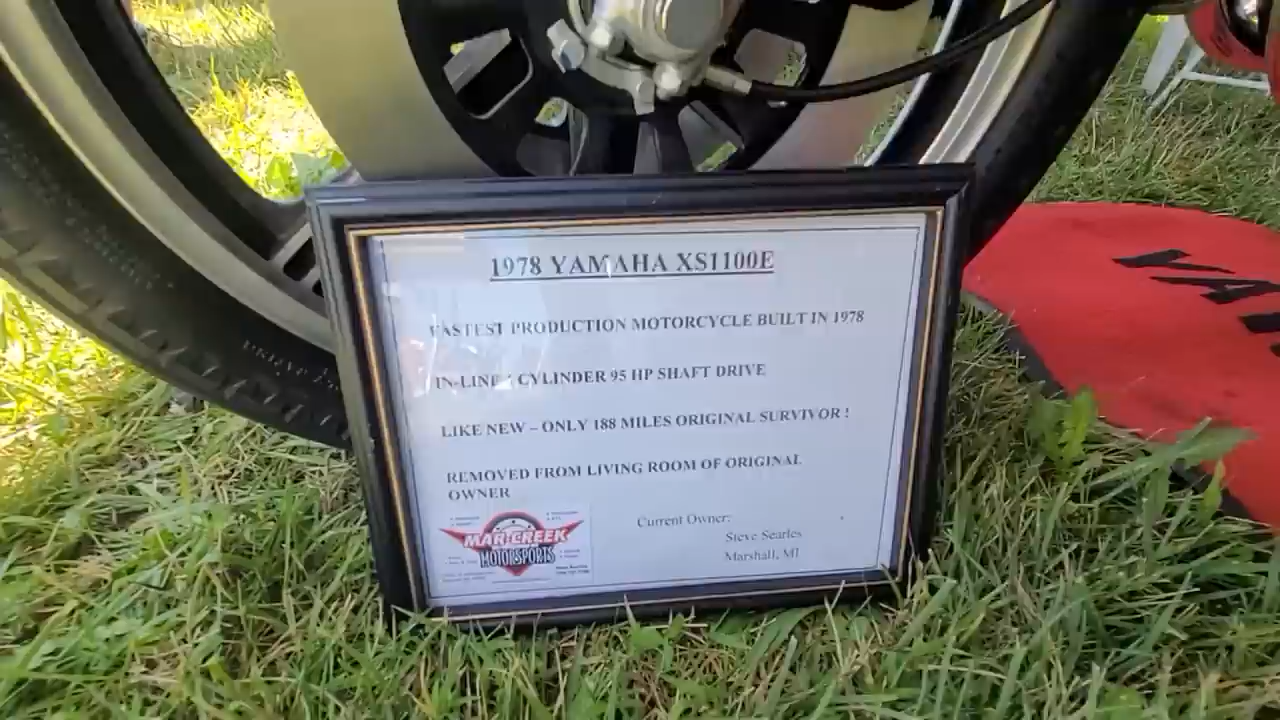 1978 YAMAHA XS1100E
FASTEST PRODUCTION MOTORCYCLE BUILT IN 1978
IN-LINE CYLINDER 95 HP SHAFT DRIVE
LIKE NEW – ONLY 188 MILES ORIGINAL SURVIVOR !
REMOVED FROM LIVING ROOM OF ORIGINAL
OWNER
MAR-CREEK
MOTORSPORTS
Current Owner:
Steve Searles
Marshall, MI